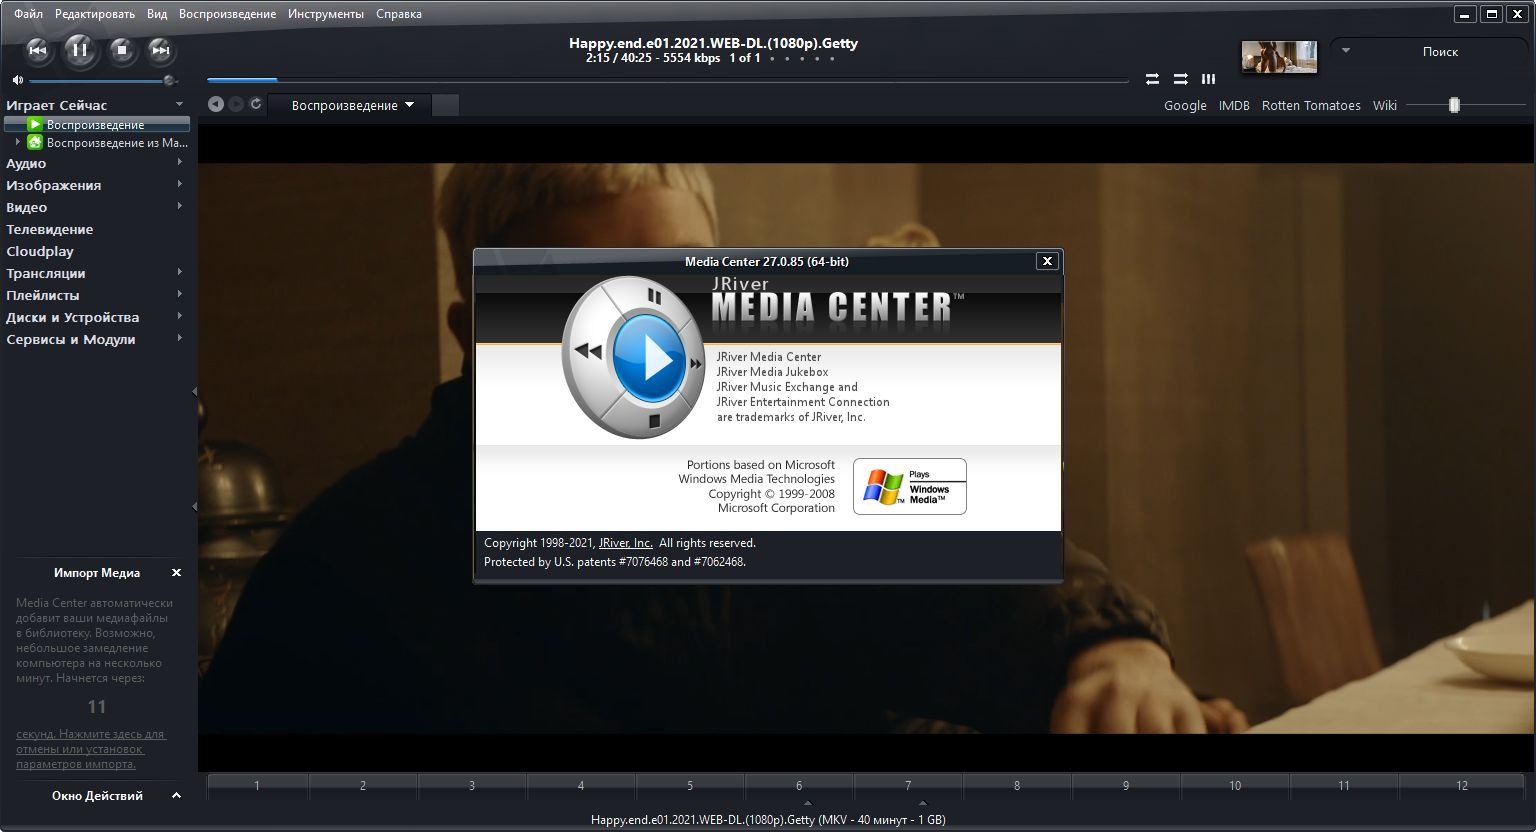 Файл Редактировать Вид Воспроизведение Инструменты Справка
Happy.end.e01.2021.WEB-DL.(1080p).Getty
2:15 / 40:25 - 5554 kbps 1 of 1
Поиск
Играет Сейчас
Воспроизведение
Google IMDB Rotten Tomatoes Wiki
Воспроизведение
Воспроизведение из Ма...
Аудио
Изображения
Видео
Телевидение
Cloudplay
Трансляции
Плейлисты
Диски и Устройства
Сервисы и Модули
Media Center 27.0.85 (64-bit)
JRiver
MEDIA CENTER™
JRiver Media Center
JRiver Media Jukebox
JRiver Music Exchange and
JRiver Entertainment Connection
are trademarks of JRiver, Inc.
Portions based on Microsoft
Windows Media Technologies
Copyright © 1999-2008
Microsoft Corporation
Plays
Windows
Media™
Copyright 1998-2021, JRiver, Inc. All rights reserved.
Protected by U.S. patents #7076468 and #7062468.
Импорт Медиа
Media Center автоматически
добавит ваши медиафайлы
в библиотеку. Возможно,
небольшое замедление
компьютера на несколько
минут. Начнется через:
11
секунд. Нажмите здесь для
отмены или установок
параметров импорта.
Окно Действий
1 2 3 4 5 6 7 8 9 10 11 12
Happy.end.e01.2021.WEB-DL.(1080p).Getty (MKV - 40 минут - 1 GB)